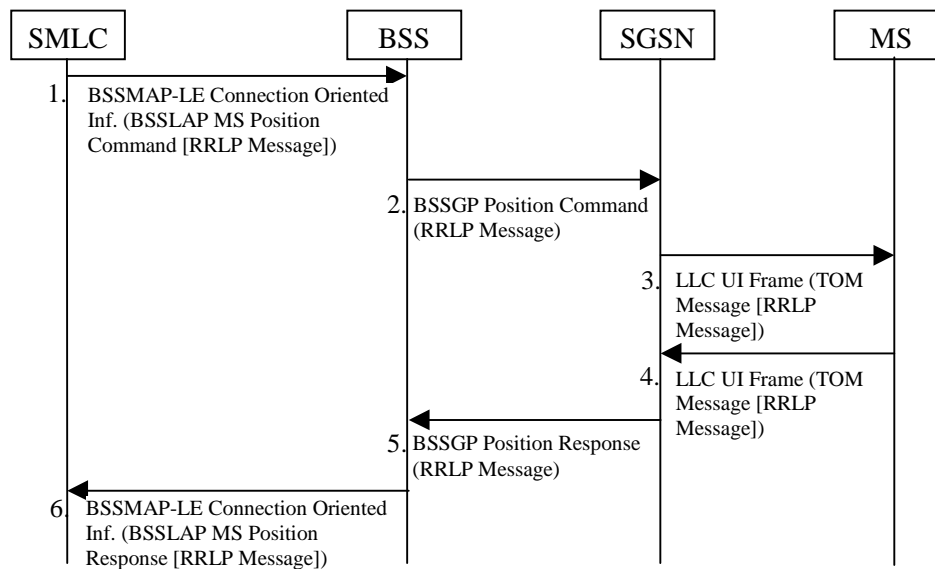 SMLC
BSS
SGSN
MS
1.
BSSMAP-LE Connection Oriented
Inf. (BSSLAP MS Position
Command [RRLP Message])
2.
BSSGP Position Command
(RRLP Message)
3.
LLC UI Frame (TOM
Message [RRLP
Message])
4.
LLC UI Frame (TOM
Message [RRLP
Message])
5.
BSSGP Position Response
(RRLP Message)
6.
BSSMAP-LE Connection Oriented
Inf. (BSSLAP MS Position
Response [RRLP Message])